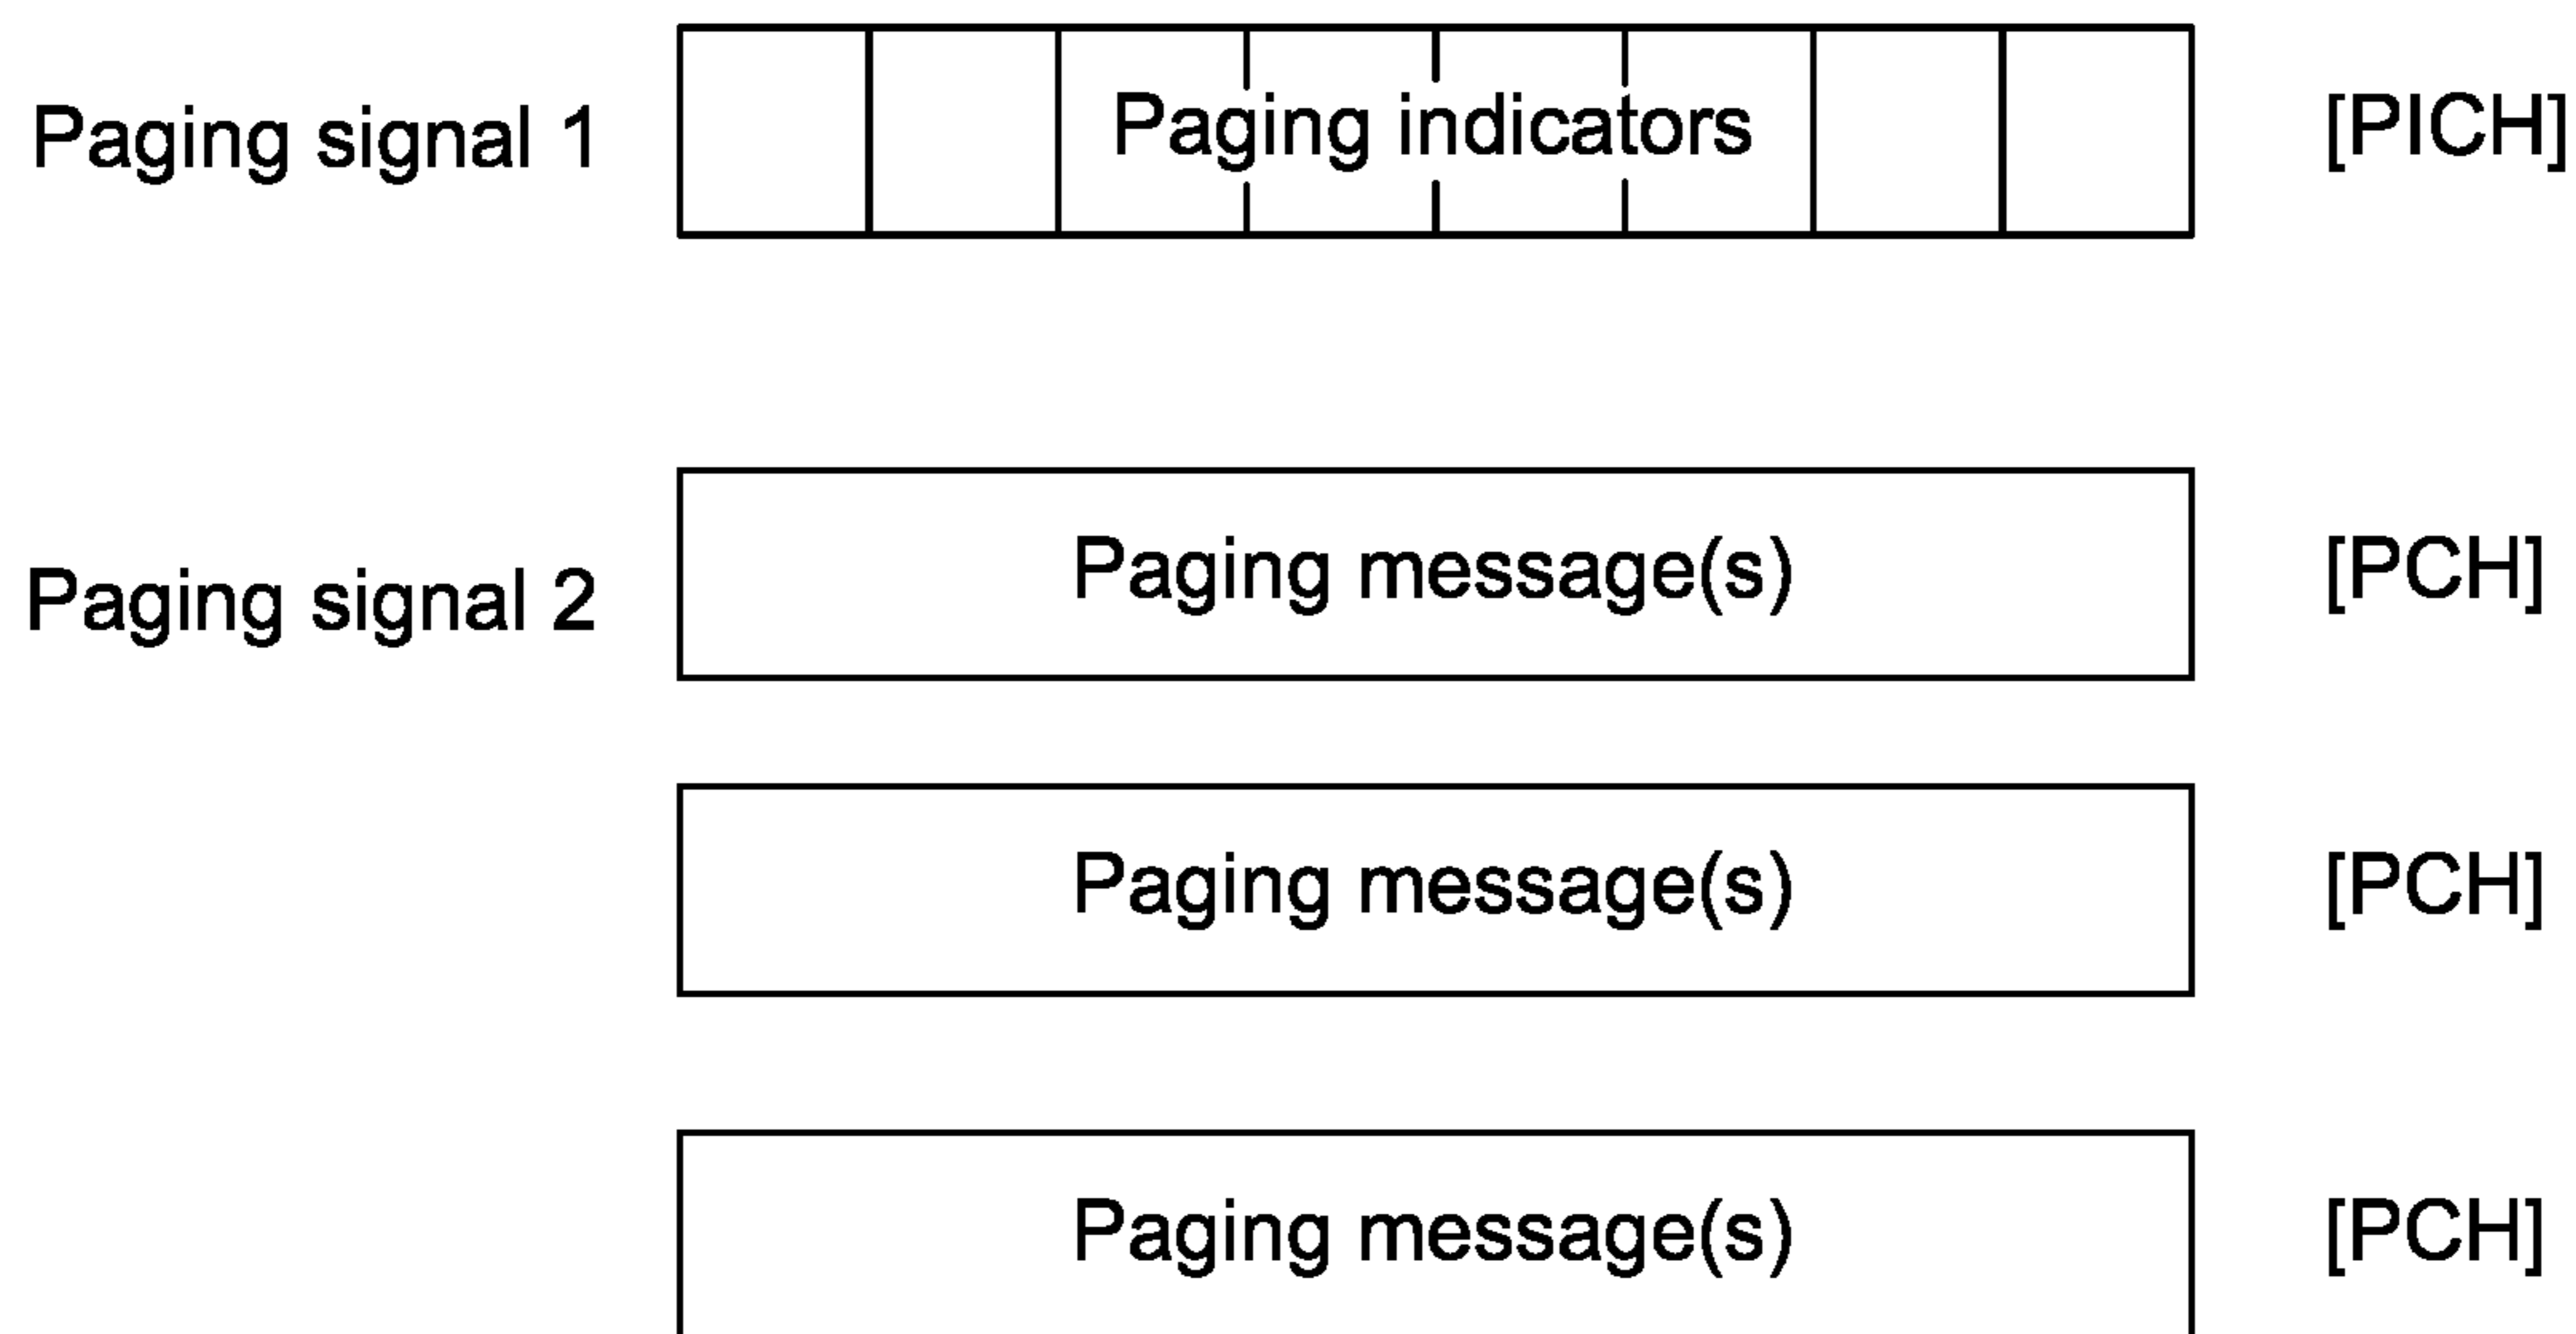 Paging signal 1 Paging indicators [PICH]
Paging signal 2 Paging message(s) [PCH]
Paging message(s) [PCH]
Paging message(s) [PCH]